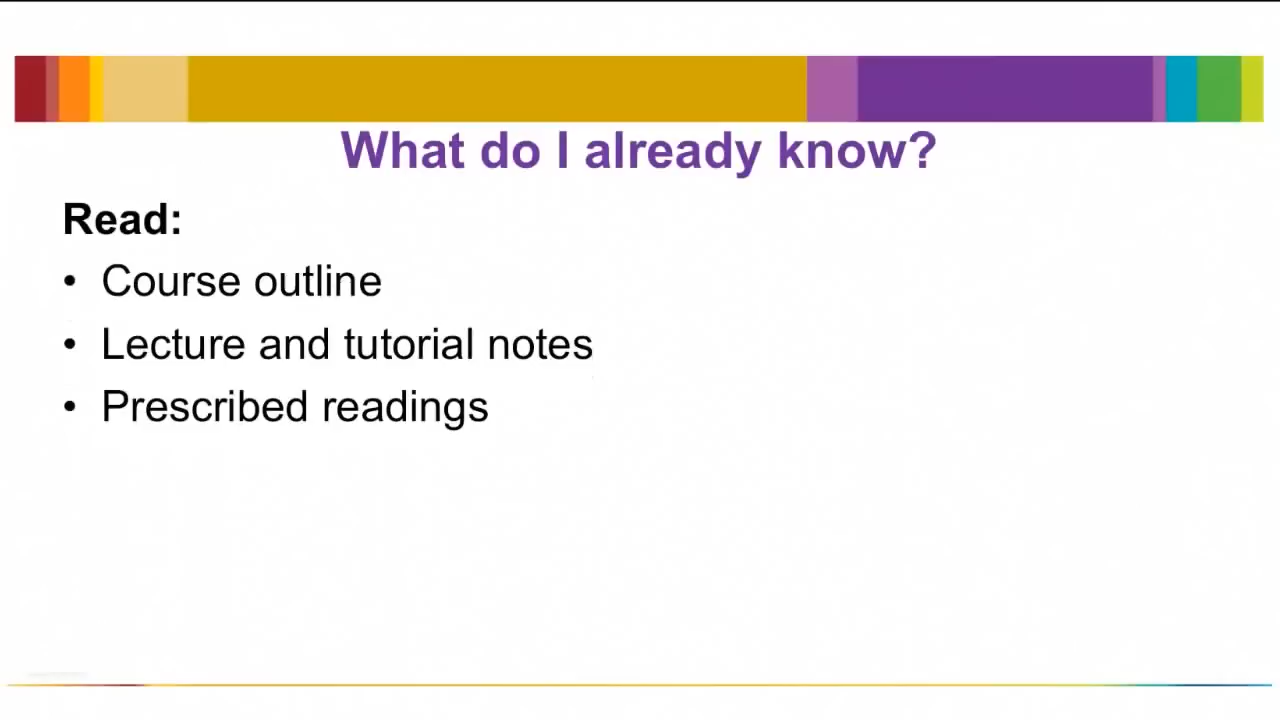 What do I already know?
Read:
• Course outline
• Lecture and tutorial notes
• Prescribed readings